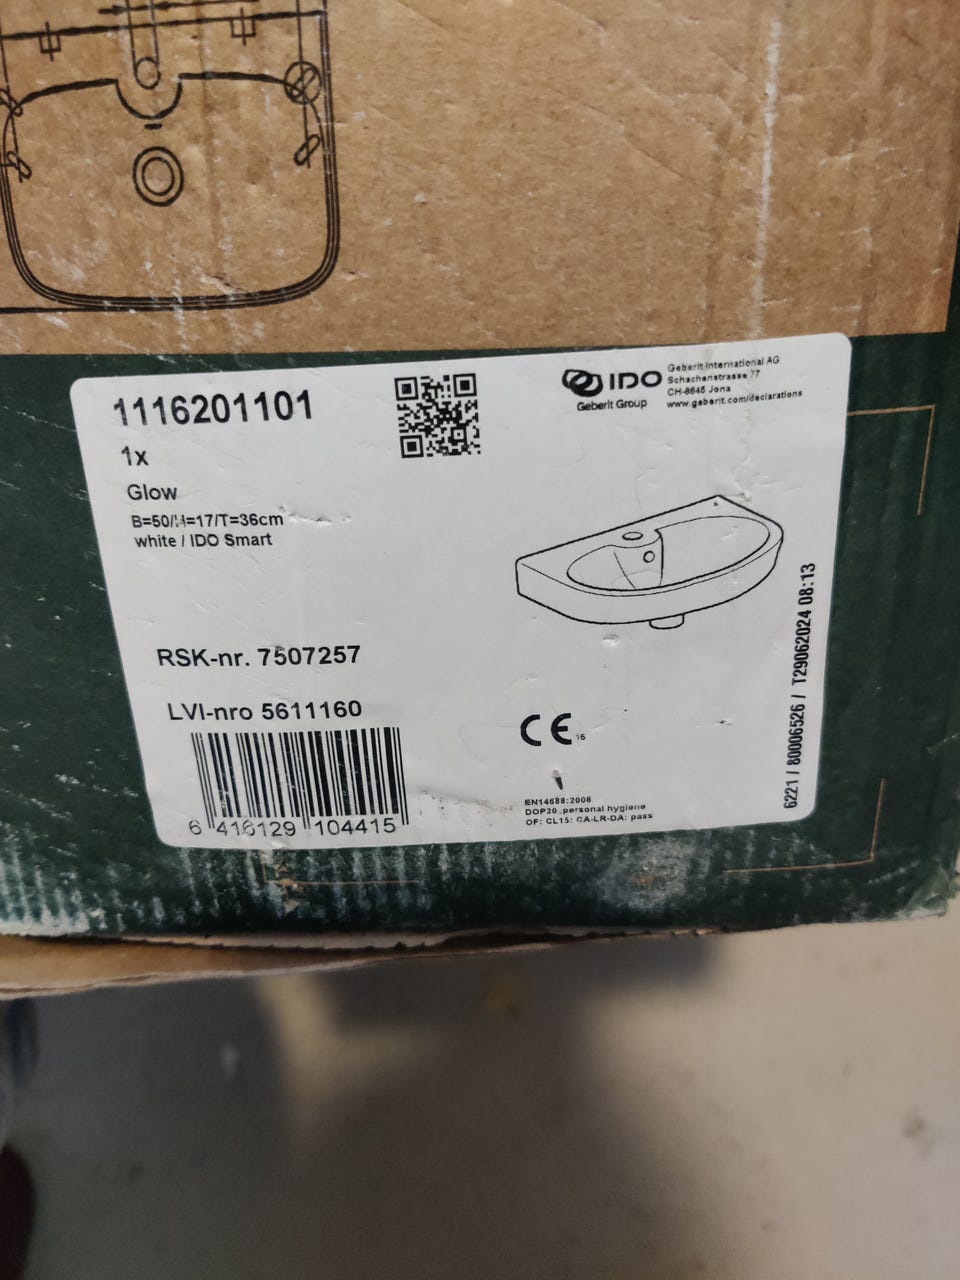 1116201101
1x
Glow
B=50/H=17/T=36cm
white / IDO Smart
IDO
Geberit Group
Geberit International AG
Schachenstrasse 77
CH-8645 Jona
www.geberit.com/declarations
RSK-nr. 7507257
LVI-nro 5611160
6 416129 104415
CE 16
EN14688:2006
DOP20 personal hygiene
OF: CL15: CA-LR-DA: pass
6221 / 80006526 / T29062024 08:13